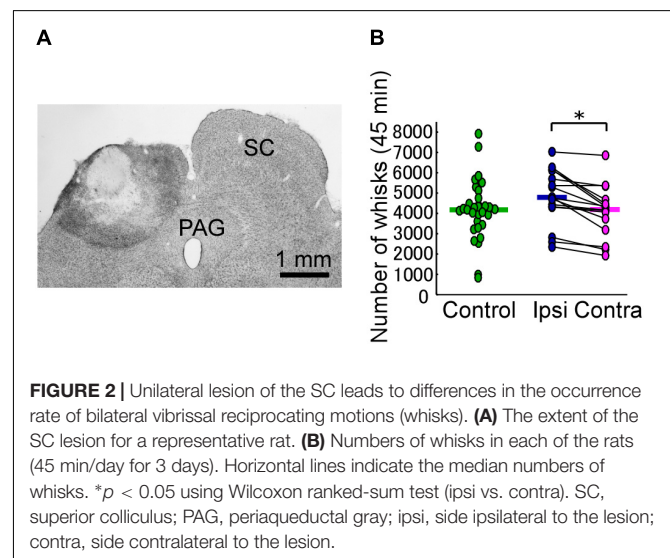 A
B
SC
PAG
1 mm
Number of whisks (45 min)
8000
7000
6000
5000
4000
3000
2000
1000
0
*
Control
Ipsi Contra
FIGURE 2 | Unilateral lesion of the SC leads to differences in the occurrence
rate of bilateral vibrissal reciprocating motions (whisks). (A) The extent of the
SC lesion for a representative rat. (B) Numbers of whisks in each of the rats
(45 min/day for 3 days). Horizontal lines indicate the median numbers of
whisks. *p < 0.05 using Wilcoxon ranked-sum test (ipsi vs. contra). SC,
superior colliculus; PAG, periaqueductal gray; ipsi, side ipsilateral to the lesion;
contra, side contralateral to the lesion.